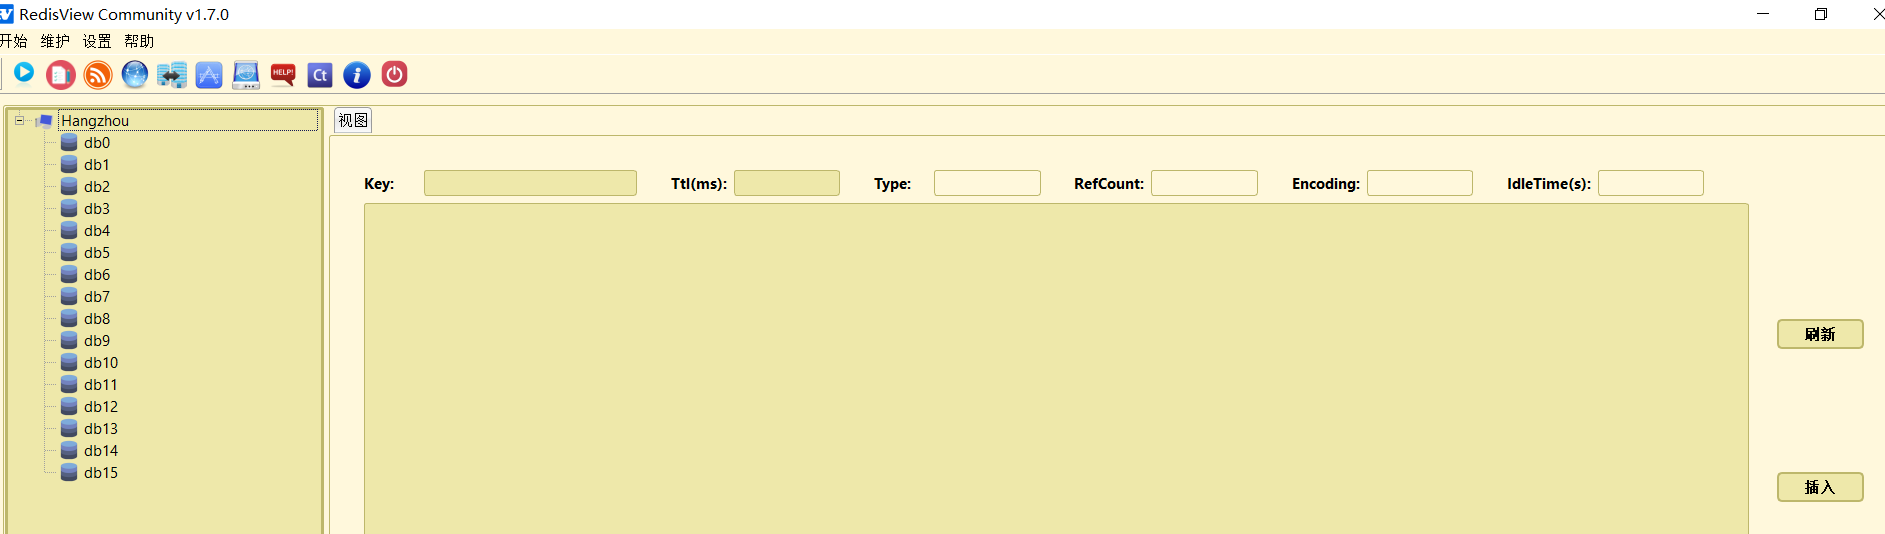 RedisView Community v1.7.0
开始 维护 设置 帮助
HELP! Ct i
Hangzhou
db0
db1
db2
db3
db4
db5
db6
db7
db8
db9
db10
db11
db12
db13
db14
db15
视图
Key: Ttl(ms): Type: RefCount: Encoding: IdleTime(s):
刷新
插入